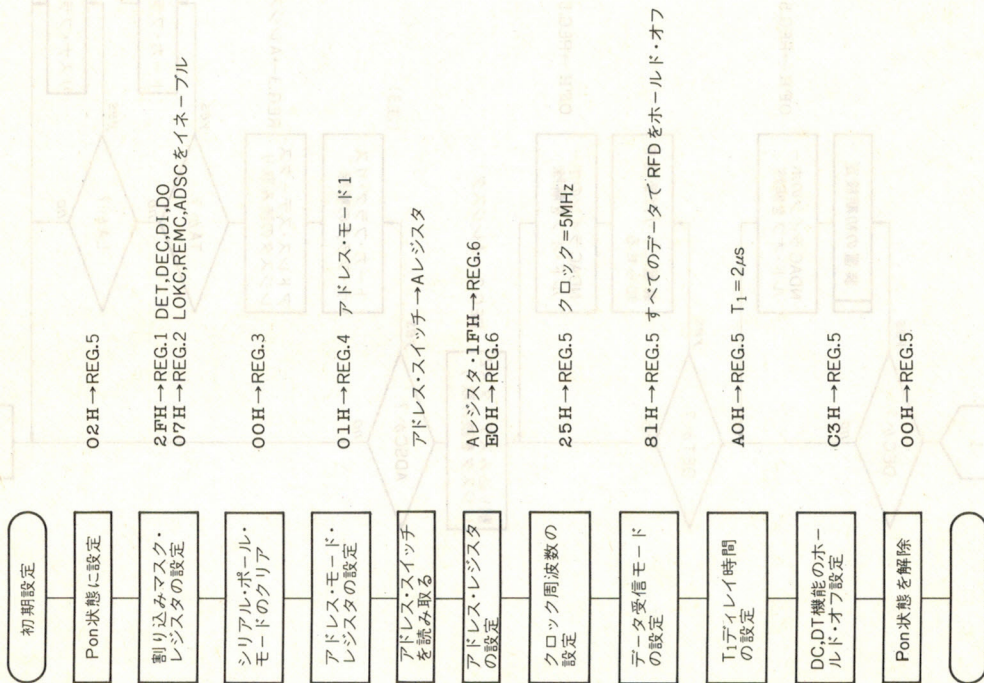 初期設定
Pon状態に設定
02H→REG.5
割り込みマスク・
レジスタの設定
2FH→REG.1 DET,DEC,DI,DO
07H→REG.2 LOKC,REMC,ADSCをイネーブル
シリアル・ポール・
モードのクリア
00H→REG.3
アドレス・モード・
レジスタの設定
01H→REG.4 アドレス・モード1
アドレス・スイッチ
を読み取る
アドレス・スイッチ→Aレジスタ
アドレス・レジスタ
の設定
Aレジスタ・1FH→REG.6
E0H→REG.6
クロック周波数の
設定
25H→REG.5 クロック=5MHz
データ受信モード
の設定
81H→REG.5 すべてのデータでRFDをホールド・オフ
T1ディレイ時間
の設定
A0H→REG.5 T1=2μs
DC,DT機能のホー
ルド・オフ設定
C3H→REG.5
Pon状態を解除
00H→REG.5